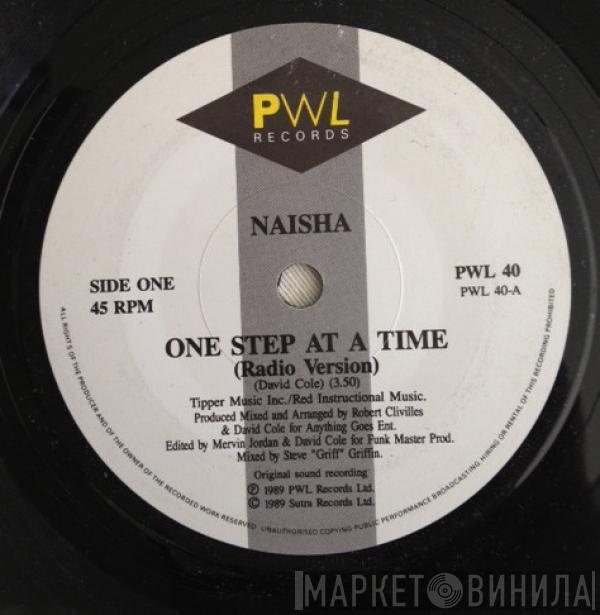 PWL
RECORDS
NAISHA
SIDE ONE
45 RPM
PWL 40
PWL 40-A
ONE STEP AT A TIME
(Radio Version)
(David Cole) (3.50)
Tipper Music Inc./Red Instructional Music.
Produced Mixed and Arranged by Robert Clivilles
& David Cole for Anything Goes Ent.
Edited by Mervin Jordan & David Cole for Funk Master Prod.
Mixed by Steve "Griff" Griffin.
Original sound recording
Ⓟ 1989 PWL Records Ltd.
© 1989 Sutra Records Ltd.
ALL RIGHTS OF THE PRODUCER AND OF THE OWNER OF THE RECORDED WORK RESERVED. UNAUTHORISED COPYING PUBLIC PERFORMANCE BROADCASTING HIRING OR RENTAL OF THIS RECORDING PROHIBITED
МАРКЕТ ВИНИЛА